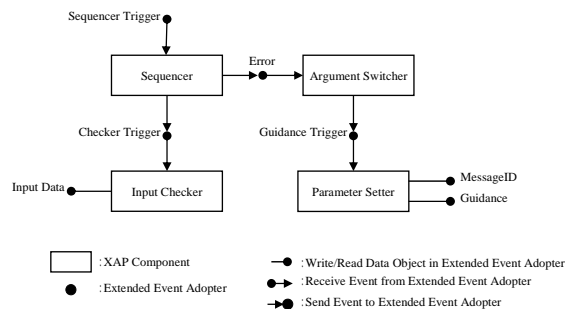 Sequencer Trigger
Error
Sequencer
Argument Switcher
Checker Trigger
Guidance Trigger
Input Data
Input Checker
Parameter Setter
MessageID
Guidance
: XAP Component
: Extended Event Adopter
: Write/Read Data Object in Extended Event Adopter
: Receive Event from Extended Event Adopter
: Send Event to Extended Event Adopter